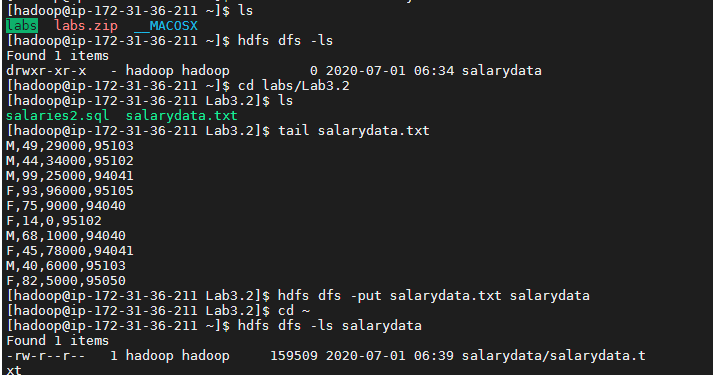 [hadoop@ip-172-31-36-211 ~]$ ls
labs  labs.zip  __MACOSX
[hadoop@ip-172-31-36-211 ~]$ hdfs dfs -ls
Found 1 items
drwxr-xr-x   - hadoop hadoop          0 2020-07-01 06:34 salarydata
[hadoop@ip-172-31-36-211 ~]$ cd labs/Lab3.2
[hadoop@ip-172-31-36-211 Lab3.2]$ ls
salaries2.sql  salarydata.txt
[hadoop@ip-172-31-36-211 Lab3.2]$ tail salarydata.txt
M,49,29000,95103
M,44,34000,95102
M,99,25000,94041
F,93,96000,95105
F,75,9000,94040
F,14,0,95102
M,68,1000,94040
F,45,78000,94041
M,40,6000,95103
F,82,5000,95050
[hadoop@ip-172-31-36-211 Lab3.2]$ hdfs dfs -put salarydata.txt salarydata
[hadoop@ip-172-31-36-211 Lab3.2]$ cd ~
[hadoop@ip-172-31-36-211 ~]$ hdfs dfs -ls salarydata
Found 1 items
-rw-r--r--   1 hadoop hadoop     159509 2020-07-01 06:39 salarydata/salarydata.t
xt